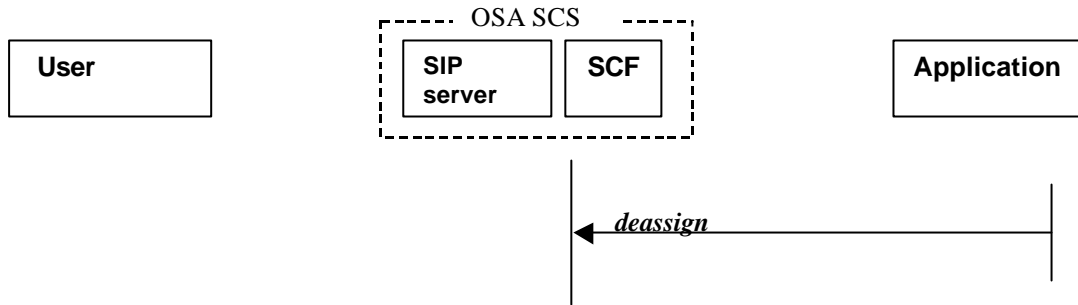 OSA SCS
User
SIP
server
SCF
Application
deassign